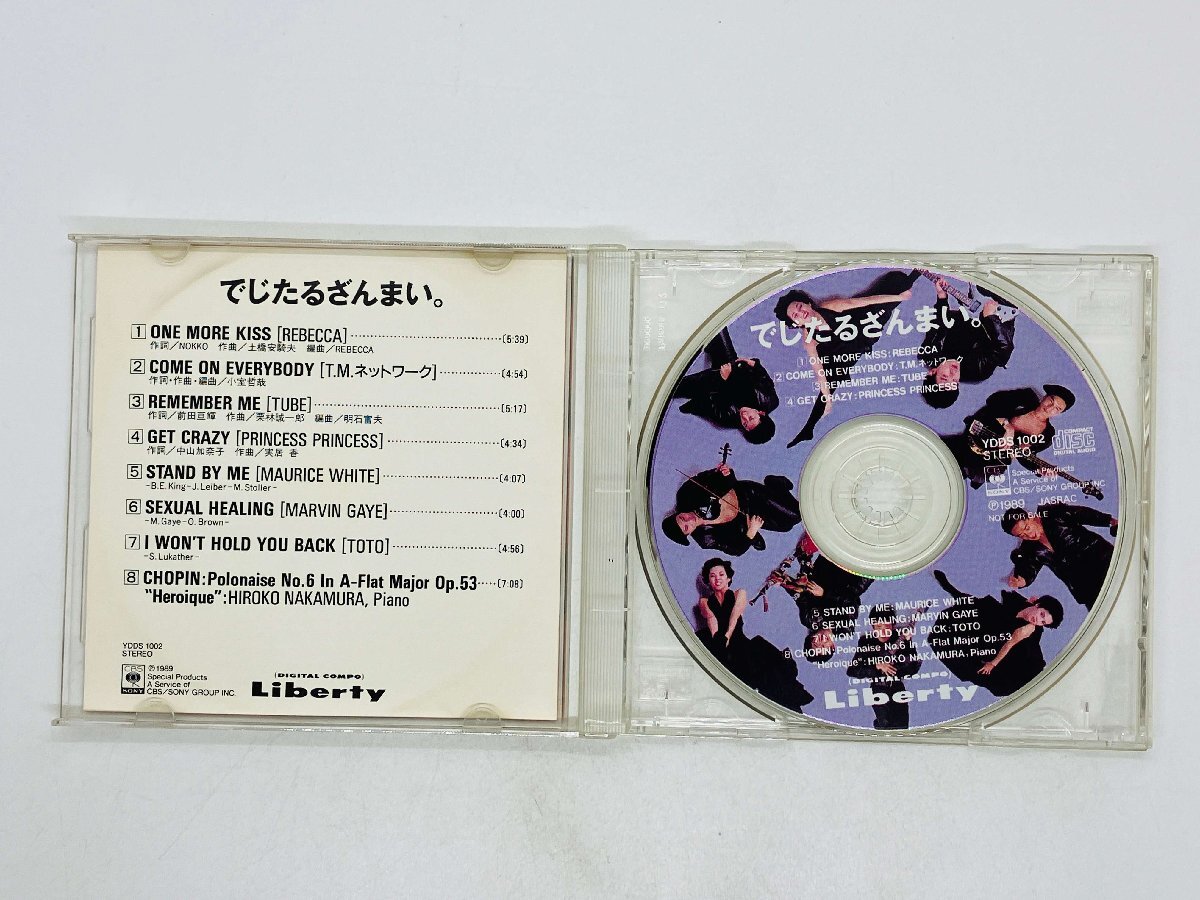 でじたるざんまい。
1 ONE MORE KISS [REBECCA] (5:39)
作詞／NOKKO 作曲／土橋安騎夫 編曲／REBECCA
2 COME ON EVERYBODY [T.M.ネットワーク] (4:54)
作詞・作曲・編曲／小室哲哉
3 REMEMBER ME [TUBE] (5:17)
作詞／前田亘輝 作曲／栗林誠一郎 編曲／明石富夫
4 GET CRAZY [PRINCESS PRINCESS] (4:34)
作詞／中山加奈子 作曲／奥居 香
5 STAND BY ME [MAURICE WHITE] (4:07)
-B.E. King-J. Leiber-M. Stoller-
6 SEXUAL HEALING [MARVIN GAYE] (4:00)
-M. Gaye-O. Brown-
7 I WON'T HOLD YOU BACK [TOTO] (4:56)
-S. Lukather-
8 CHOPIN: Polonaise No.6 In A-Flat Major Op.53 (7:08)
"Heroique": HIROKO NAKAMURA, Piano
YDDS 1002
STEREO
CBS
SONY
℗1989
Special Products
A Service of
CBS/SONY GROUP INC.
(DIGITAL COMPO)
Liberty
でじたるざんまい。
1 ONE MORE KISS: REBECCA
2 COME ON EVERYBODY: T.M.ネットワーク
3 REMEMBER ME: TUBE
4 GET CRAZY: PRINCESS PRINCESS
YDDS 1002
STEREO
COMPACT
disc
DIGITAL AUDIO
CBS
SONY
Special Products
A Service of
CBS/SONY GROUP INC.
℗1989 JASRAC
NOT FOR SALE
5 STAND BY ME: MAURICE WHITE
6 SEXUAL HEALING: MARVIN GAYE
7 I WON'T HOLD YOU BACK: TOTO
8 CHOPIN: Polonaise No.6 In A-Flat Major Op.53
"Heroique": HIROKO NAKAMURA, Piano
(DIGITAL COMPO)
Liberty